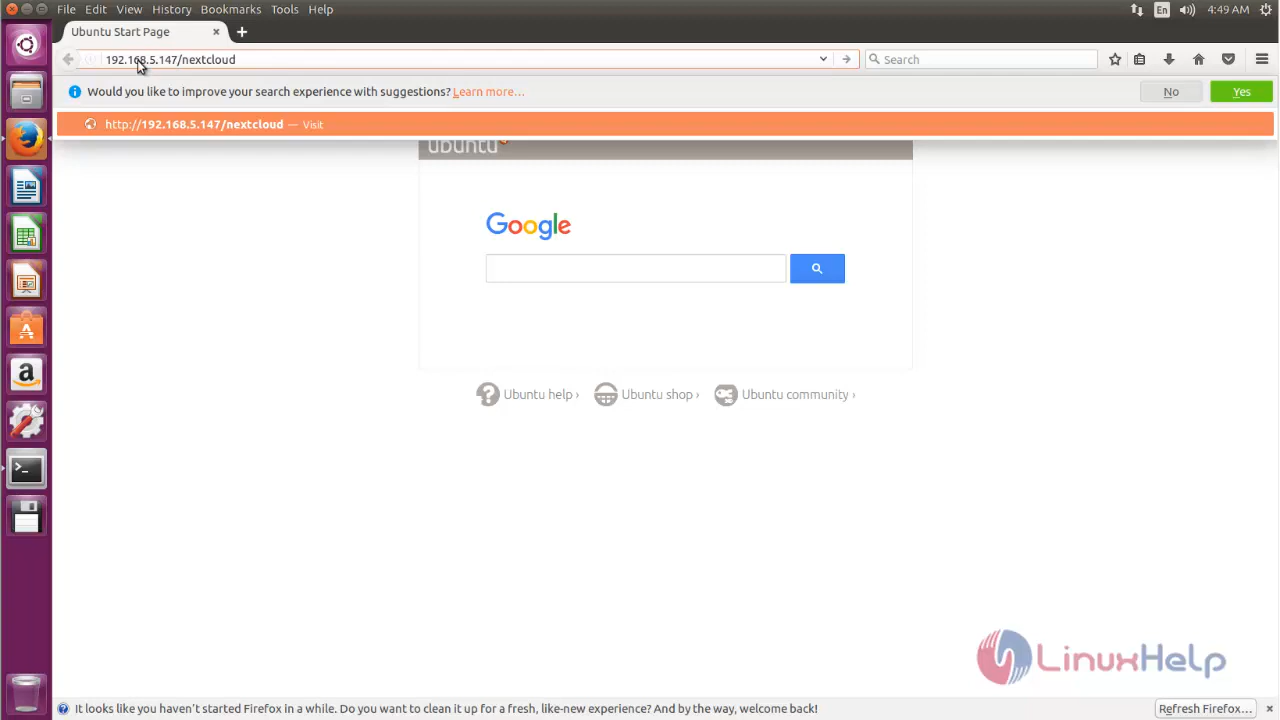 File Edit View History Bookmarks Tools Help
En 4:49 AM
Ubuntu Start Page
192.168.5.147/nextcloud
Search
Would you like to improve your search experience with suggestions? Learn more…
No
Yes
http://192.168.5.147/nextcloud — Visit
ubuntu
Google
Ubuntu help ›
Ubuntu shop ›
Ubuntu community ›
LinuxHelp
It looks like you haven't started Firefox in a while. Do you want to clean it up for a fresh, like-new experience? And by the way, welcome back!
Refresh Firefox…